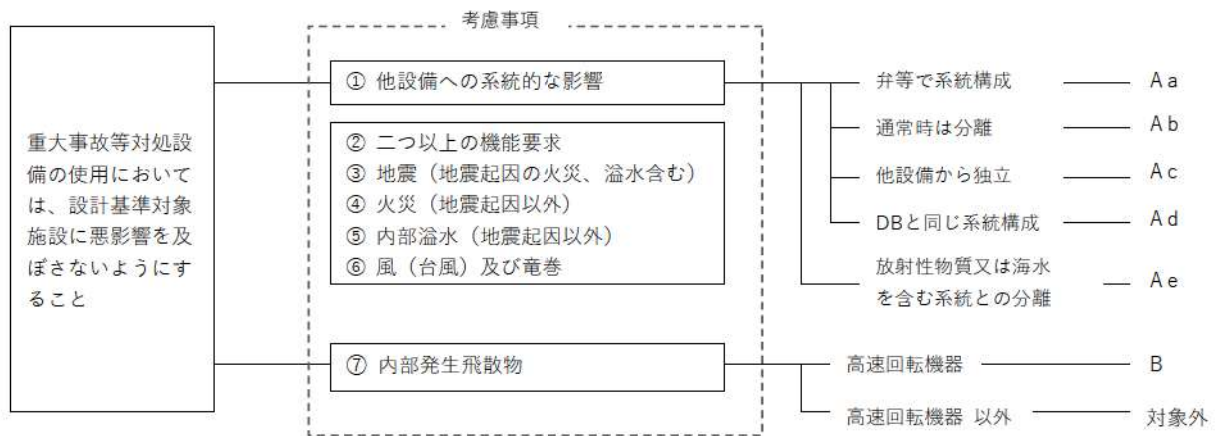 考慮事項
重大事故等対処設
備の使用において
は、設計基準対象
施設に悪影響を及
ぼさないようにす
ること
① 他設備への系統的な影響
② 二つ以上の機能要求
③ 地震（地震起因の火災、溢水含む）
④ 火災（地震起因以外）
⑤ 内部溢水（地震起因以外）
⑥ 風（台風）及び竜巻
⑦ 内部発生飛散物
弁等で系統構成 Aa
通常時は分離 Ab
他設備から独立 Ac
DBと同じ系統構成 Ad
放射性物質又は海水
を含む系統との分離 Ae
高速回転機器 B
高速回転機器 以外 対象外